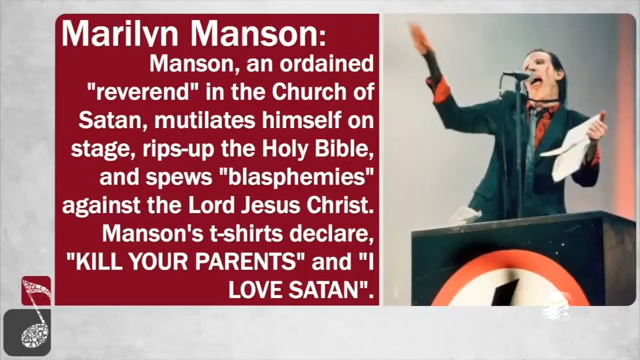 Marilyn Manson:
Manson, an ordained
"reverend" in the Church of
Satan, mutilates himself on
stage, rips-up the Holy Bible,
and spews "blasphemies"
against the Lord Jesus Christ.
Manson's t-shirts declare,
"KILL YOUR PARENTS" and "I
LOVE SATAN".